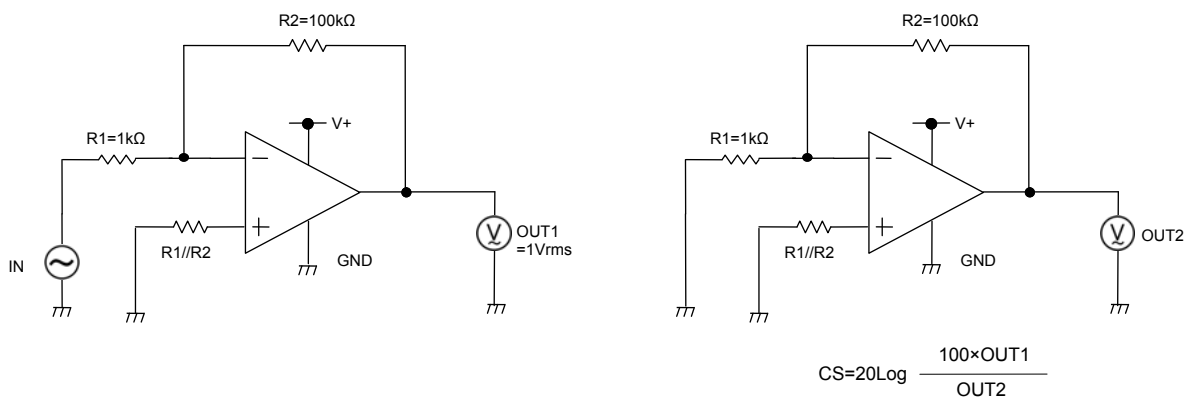 R2=100kΩ
R1=1kΩ
V+
−
+
R1//R2
GND
IN
V
OUT1
=1Vrms
R2=100kΩ
R1=1kΩ
V+
−
+
R1//R2
GND
V
OUT2
CS=20Log 100×OUT1
OUT2